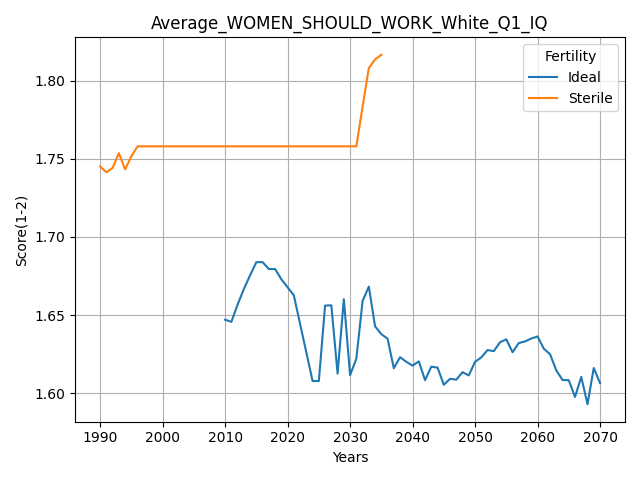 Average_WOMEN_SHOULD_WORK_White_Q1_IQ
Fertility
Ideal
Sterile
Score(1-2)
1.80
1.75
1.70
1.65
1.60
1990 2000 2010 2020 2030 2040 2050 2060 2070
Years